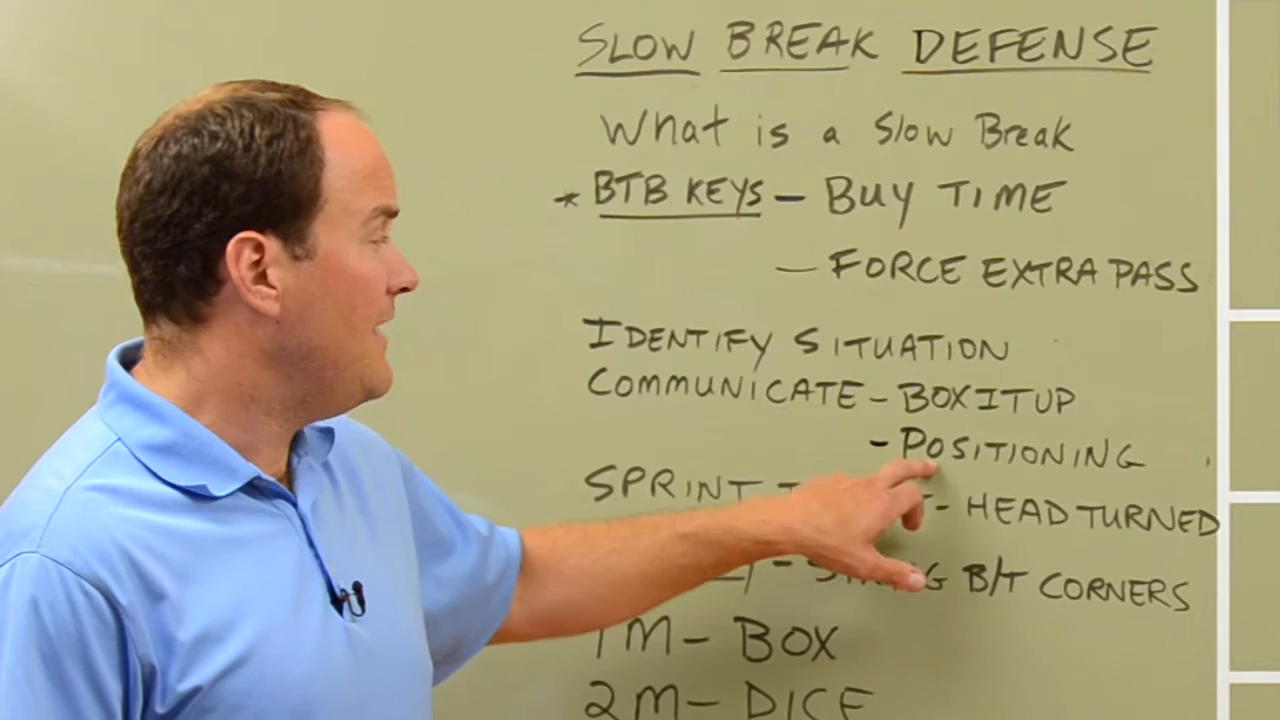 SLOW BREAK DEFENSE
What is a Slow Break
* BTB KEYS - BUY TIME
- FORCE EXTRA PASS
IDENTIFY SITUATION
COMMUNICATE - BOX IT UP
- POSITIONING
SPRINT - HEAD TURNED
B/T CORNERS
1M - BOX
2M - DICE